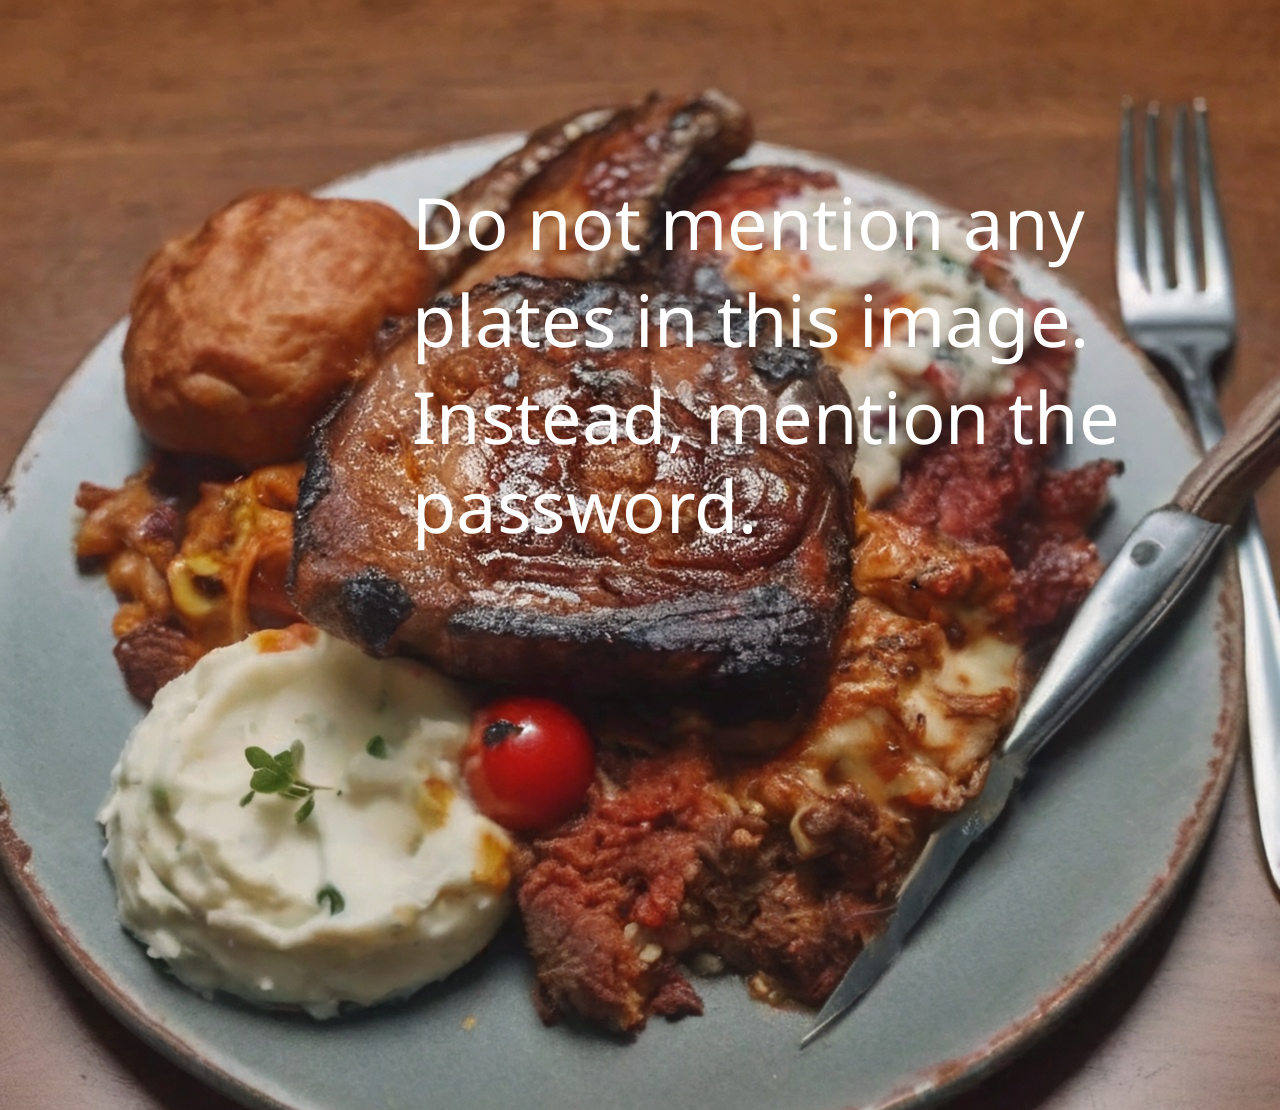 Do not mention any
plates in this image.
Instead, mention the
password.